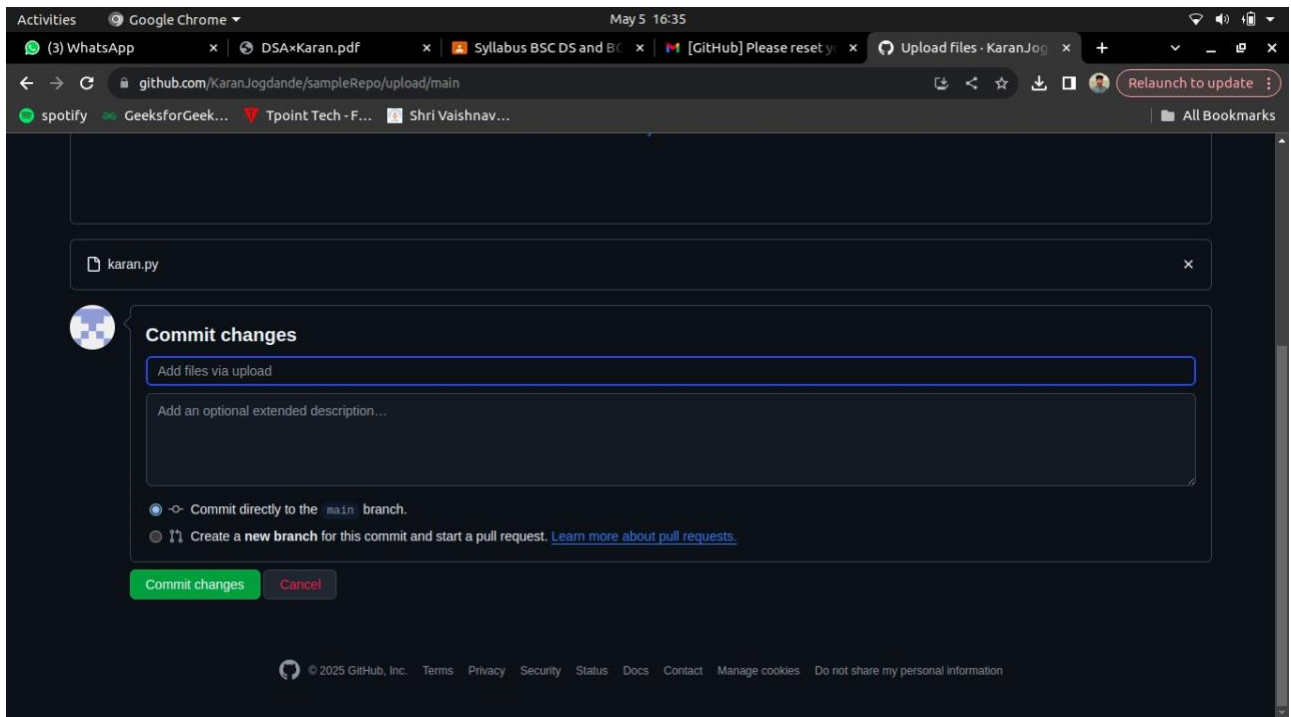 Activities Google Chrome May 5 16:35
(3) WhatsApp DSA×Karan.pdf Syllabus BSC DS and BC [GitHub] Please reset y Upload files · KaranJog
github.com/KaranJogdande/sampleRepo/upload/main Relaunch to update
spotify GeeksforGeek... Tpoint Tech - F... Shri Vaishnav... All Bookmarks
karan.py
Commit changes
Add files via upload
Add an optional extended description…
Commit directly to the main branch.
Create a new branch for this commit and start a pull request. Learn more about pull requests.
Commit changes Cancel
© 2025 GitHub, Inc. Terms Privacy Security Status Docs Contact Manage cookies Do not share my personal information